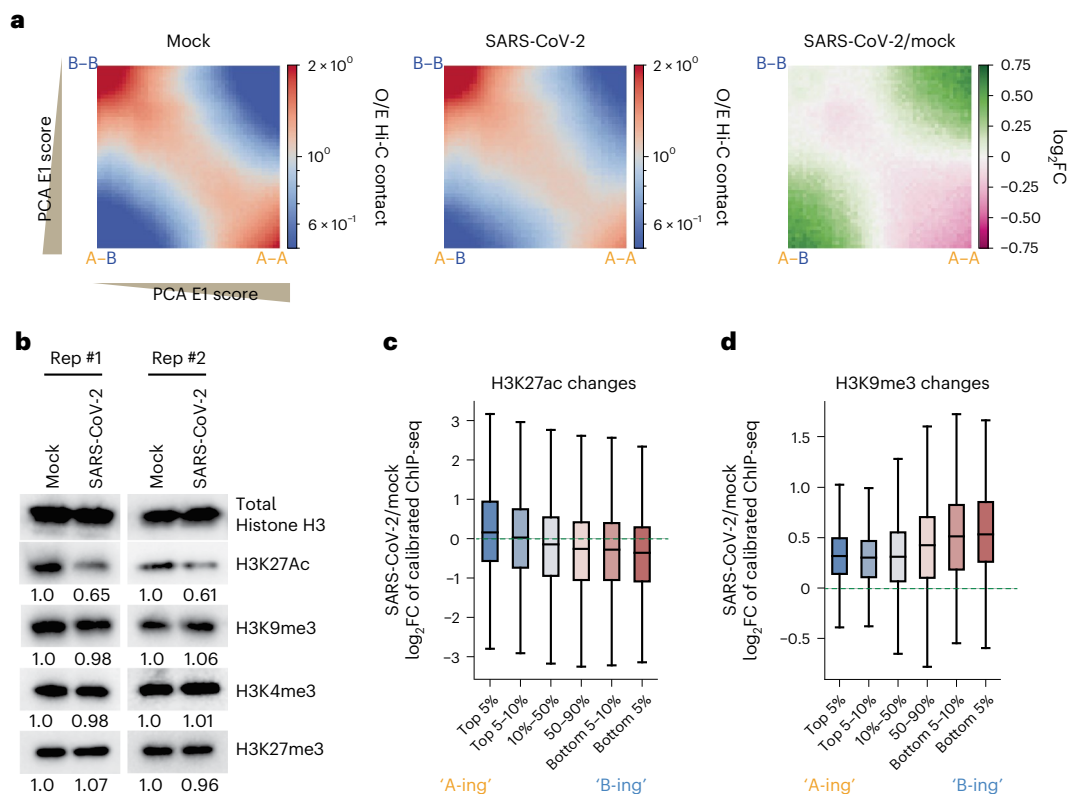 a
Mock
SARS-CoV-2
SARS-CoV-2/mock
B–B
B–B
B–B
PCA E1 score
2 × 10⁰
10⁰
6 × 10⁻¹
O/E Hi-C contact
2 × 10⁰
10⁰
6 × 10⁻¹
O/E Hi-C contact
0.75
0.50
0.25
0
−0.25
−0.50
−0.75
log₂FC
A–B
A–A
A–B
A–A
A–B
A–A
PCA E1 score
b
Rep #1
Rep #2
Mock
SARS-CoV-2
Mock
SARS-CoV-2
Total
Histone H3
H3K27Ac
1.0 0.65 1.0 0.61
H3K9me3
1.0 0.98 1.0 1.06
H3K4me3
1.0 0.98 1.0 1.01
H3K27me3
1.0 1.07 1.0 0.96
c
H3K27ac changes
SARS-CoV-2/mock
log₂FC of calibrated ChIP-seq
3
2
1
0
−1
−2
−3
Top 5%
Top 5–10%
10%–50%
50–90%
Bottom 5–10%
Bottom 5%
‘A-ing’
‘B-ing’
d
H3K9me3 changes
SARS-CoV-2/mock
log₂FC of calibrated ChIP-seq
1.5
1.0
0.5
0
−0.5
Top 5%
Top 5–10%
10%–50%
50–90%
Bottom 5–10%
Bottom 5%
‘A-ing’
‘B-ing’